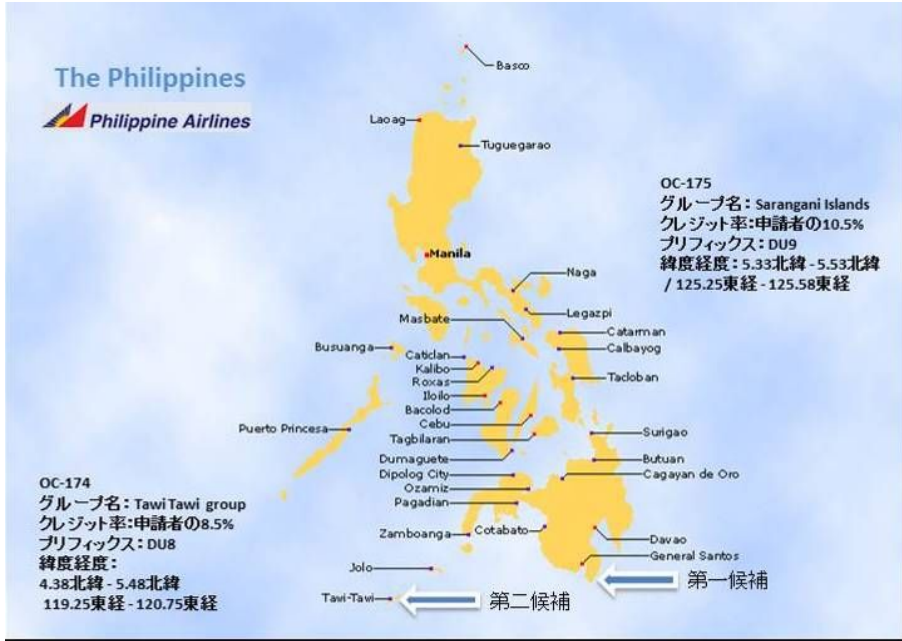 The Philippines
Philippine Airlines
Basco
Laoag
Tuguegarao
OC-175
グループ名： Sarangani Islands
クレジット率：申請者の10.5%
プリフィックス： DU9
緯度経度：5.33北緯 - 5.53北緯
/ 125.25東経 - 125.58東経
Manila
Naga
Legazpi
Masbate
Catarman
Calbayog
Busuanga
Caticlan
Kalibo
Roxas
Tacloban
Iloilo
Bacolod
Cebu
Puerto Princesa
Tagbilaran
Surigao
Dumaguete
Butuan
Dipolog City
Cagayan de Oro
Ozamiz
Pagadian
OC-174
グループ名： Tawi Tawi group
クレジット率：申請者の8.5%
プリフィックス： DU8
緯度経度：
4.38北緯 - 5.48北緯
119.25東経 - 120.75東経
Zamboanga
Cotabato
Davao
General Santos
Jolo
第一候補
Tawi-Tawi
第二候補